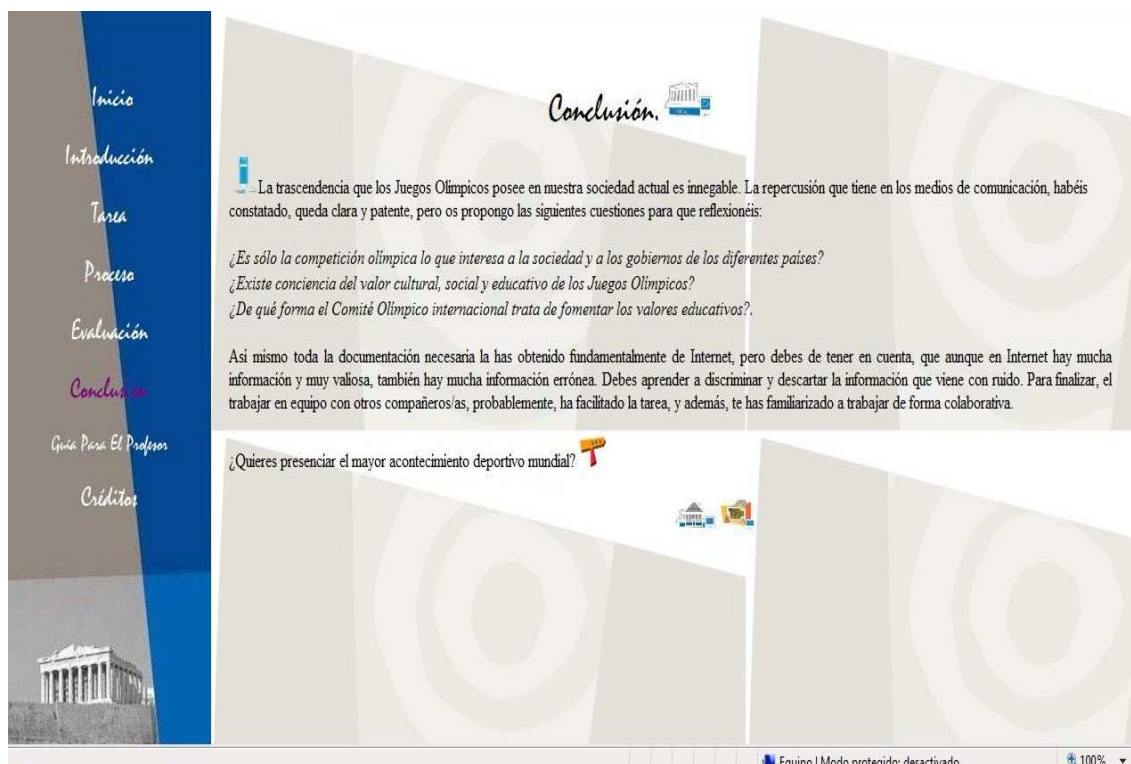 Inicio
Introducción
Tarea
Proceso
Evaluación
Conclusión
Guía Para El Profesor
Créditos
Conclusión.
La trascendencia que los Juegos Olímpicos posee en nuestra sociedad actual es innegable. La repercusión que tiene en los medios de comunicación, habéis
constatado, queda clara y patente, pero os propongo las siguientes cuestiones para que reflexionéis:
¿Es sólo la competición olímpica lo que interesa a la sociedad y a los gobiernos de los diferentes países?
¿Existe conciencia del valor cultural, social y educativo de los Juegos Olímpicos?
¿De qué forma el Comité Olímpico internacional trata de fomentar los valores educativos?.
Asi mismo toda la documentación necesaria la has obtenido fundamentalmente de Internet, pero debes de tener en cuenta, que aunque en Internet hay mucha
información y muy valiosa, también hay mucha información errónea. Debes aprender a discriminar y descartar la información que viene con ruido. Para finalizar, el
trabajar en equipo con otros compañeros/as, probablemente, ha facilitado la tarea, y además, te has familiarizado a trabajar de forma colaborativa.
¿Quieres presenciar el mayor acontecimiento deportivo mundial?
Equipo | Modo protegido: desactivado
100%